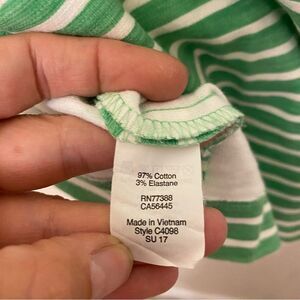 97% Cotton
3% Elastane
RN77388
CA56445
Made in Vietnam
Style C4098
SU 17